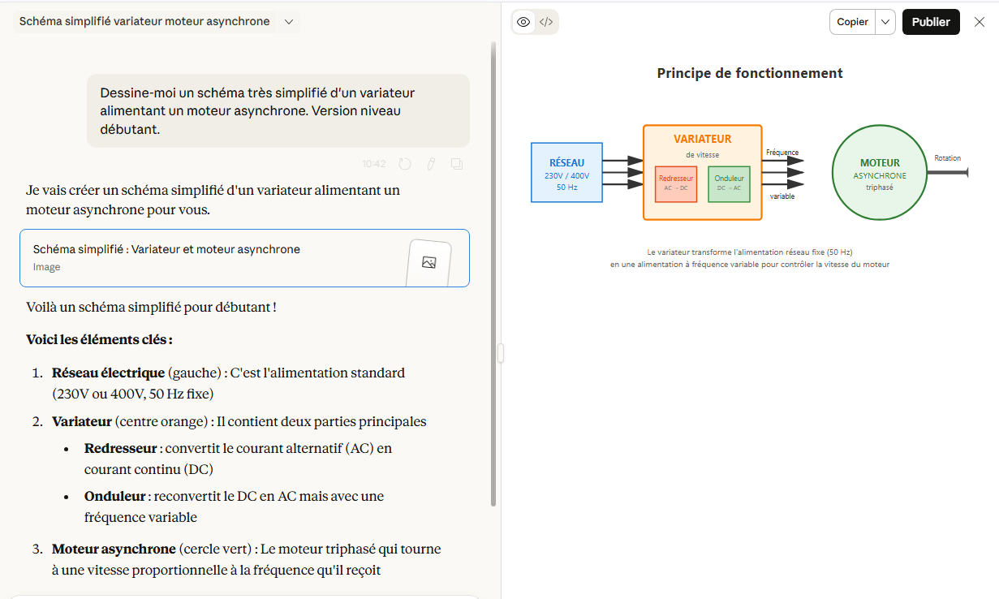 Schéma simplifié variateur moteur asynchrone
Dessine-moi un schéma très simplifié d'un variateur
alimentant un moteur asynchrone. Version niveau
débutant.
10:42
Je vais créer un schéma simplifié d'un variateur alimentant un
moteur asynchrone pour vous.
Schéma simplifié : Variateur et moteur asynchrone
Image
Voilà un schéma simplifié pour débutant !
Voici les éléments clés :
1. Réseau électrique (gauche) : C'est l'alimentation standard
(230V ou 400V, 50 Hz fixe)
2. Variateur (centre orange) : Il contient deux parties principales
• Redresseur : convertit le courant alternatif (AC) en
courant continu (DC)
• Onduleur : reconvertit le DC en AC mais avec une
fréquence variable
3. Moteur asynchrone (cercle vert) : Le moteur triphasé qui tourne
à une vitesse proportionnelle à la fréquence qu'il reçoit
</>
Copier
Publier
Principe de fonctionnement
RÉSEAU
230V / 400V
50 Hz
VARIATEUR
de vitesse
Redresseur
AC → DC
Onduleur
DC → AC
Fréquence
variable
MOTEUR
ASYNCHRONE
triphasé
Rotation
Le variateur transforme l'alimentation réseau fixe (50 Hz)
en une alimentation à fréquence variable pour contrôler la vitesse du moteur